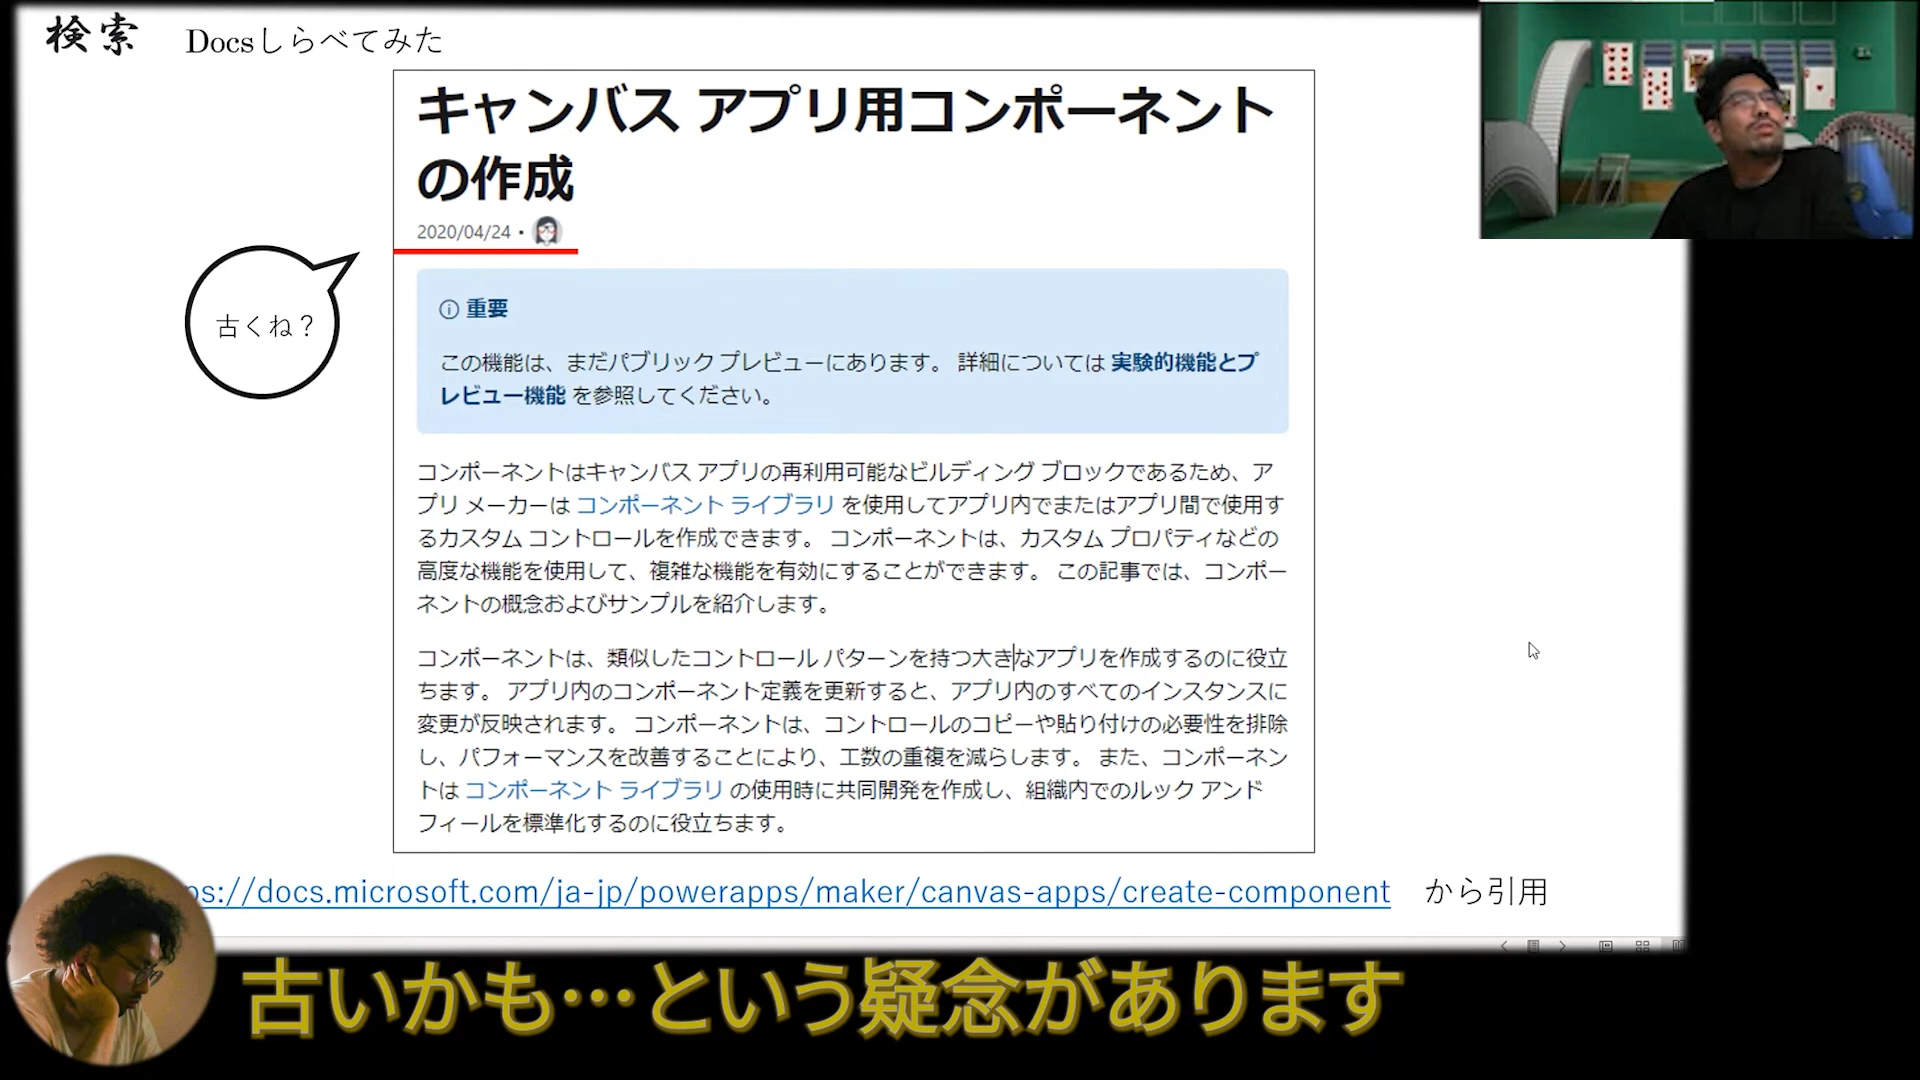 検索 Docsしらべてみた
キャンバス アプリ用コンポーネント
の作成
2020/04/24 •
古くね？
重要
この機能は、まだパブリック プレビューにあります。 詳細については 実験的機能とプ
レビュー機能 を参照してください。
コンポーネントはキャンバス アプリの再利用可能なビルディング ブロックであるため、ア
プリ メーカーは コンポーネント ライブラリ を使用してアプリ内でまたはアプリ間で使用す
るカスタム コントロールを作成できます。 コンポーネントは、カスタム プロパティなどの
高度な機能を使用して、複雑な機能を有効にすることができます。 この記事では、コンポー
ネントの概念およびサンプルを紹介します。
コンポーネントは、類似したコントロール パターンを持つ大きなアプリを作成するのに役立
ちます。 アプリ内のコンポーネント定義を更新すると、アプリ内のすべてのインスタンスに
変更が反映されます。 コンポーネントは、コントロールのコピーや貼り付けの必要性を排除
し、パフォーマンスを改善することにより、工数の重複を減らします。 また、コンポーネン
トは コンポーネント ライブラリ の使用時に共同開発を作成し、組織内でのルック アンド
フィールを標準化するのに役立ちます。
ps://docs.microsoft.com/ja-jp/powerapps/maker/canvas-apps/create-component から引用
古いかも…という疑念があります